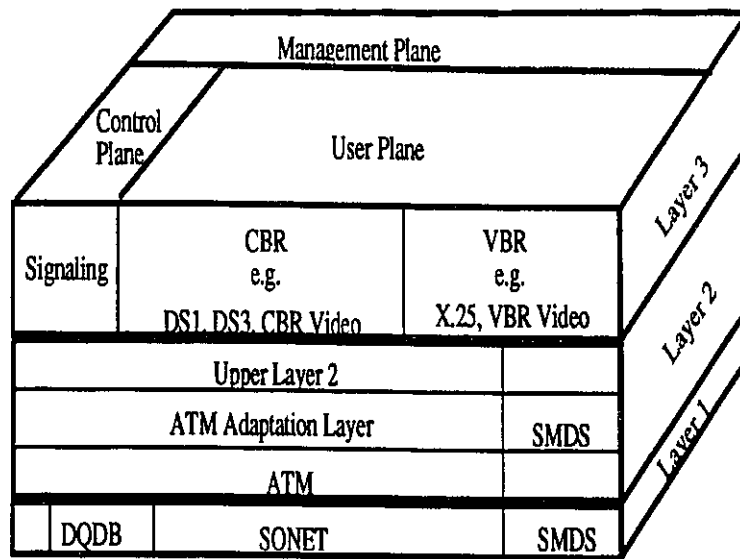 Management Plane
Control
Plane
User Plane
Layer 3
Signaling
CBR
e.g.
DS1, DS3, CBR Video
VBR
e.g.
X.25, VBR Video
Layer 2
Upper Layer 2
ATM Adaptation Layer
SMDS
ATM
Layer 1
DQDB
SONET
SMDS